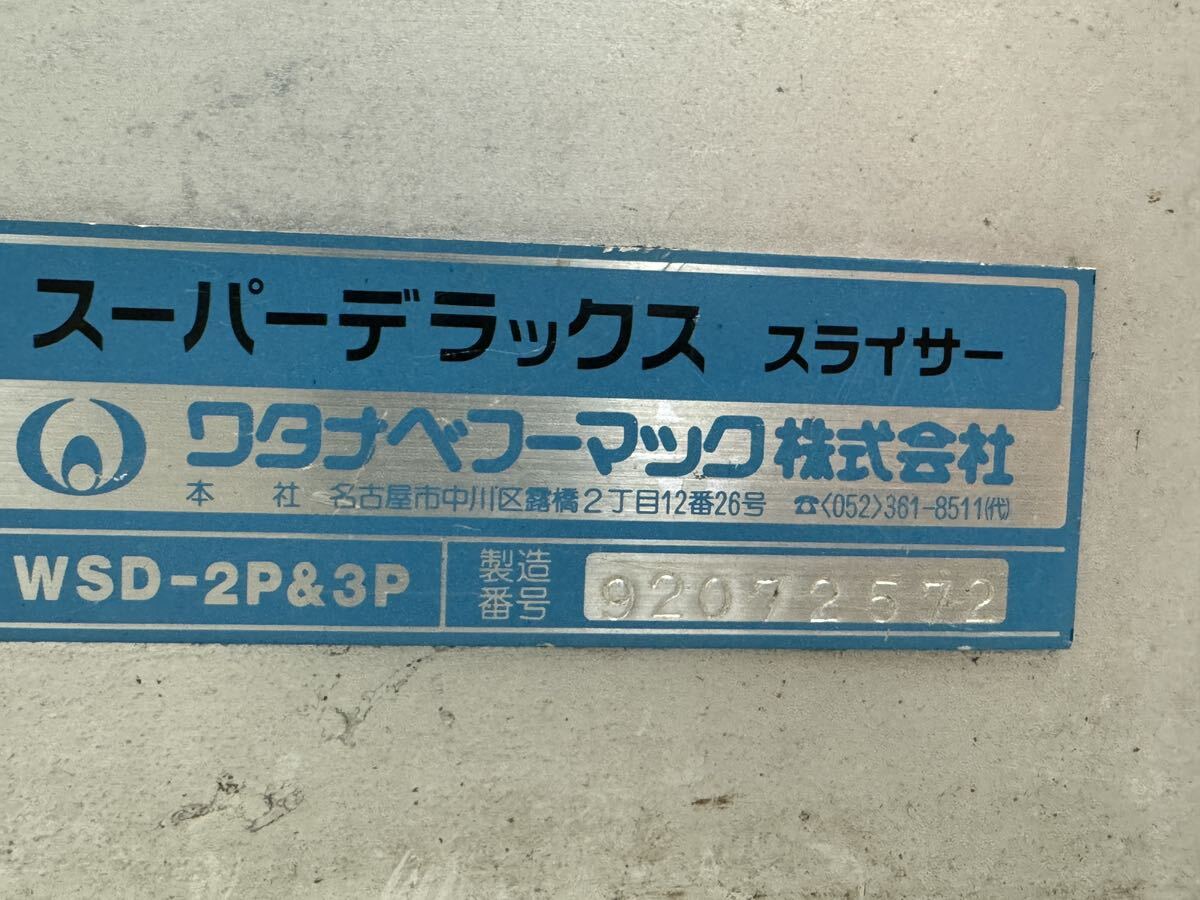 スーパーデラックス スライサー
ワタナベフーマック株式会社
本 社 名古屋市中川区露橋2丁目12番26号 ☎〈052〉361-8511(代)
WSD-2P&3P 製造番号 92072572